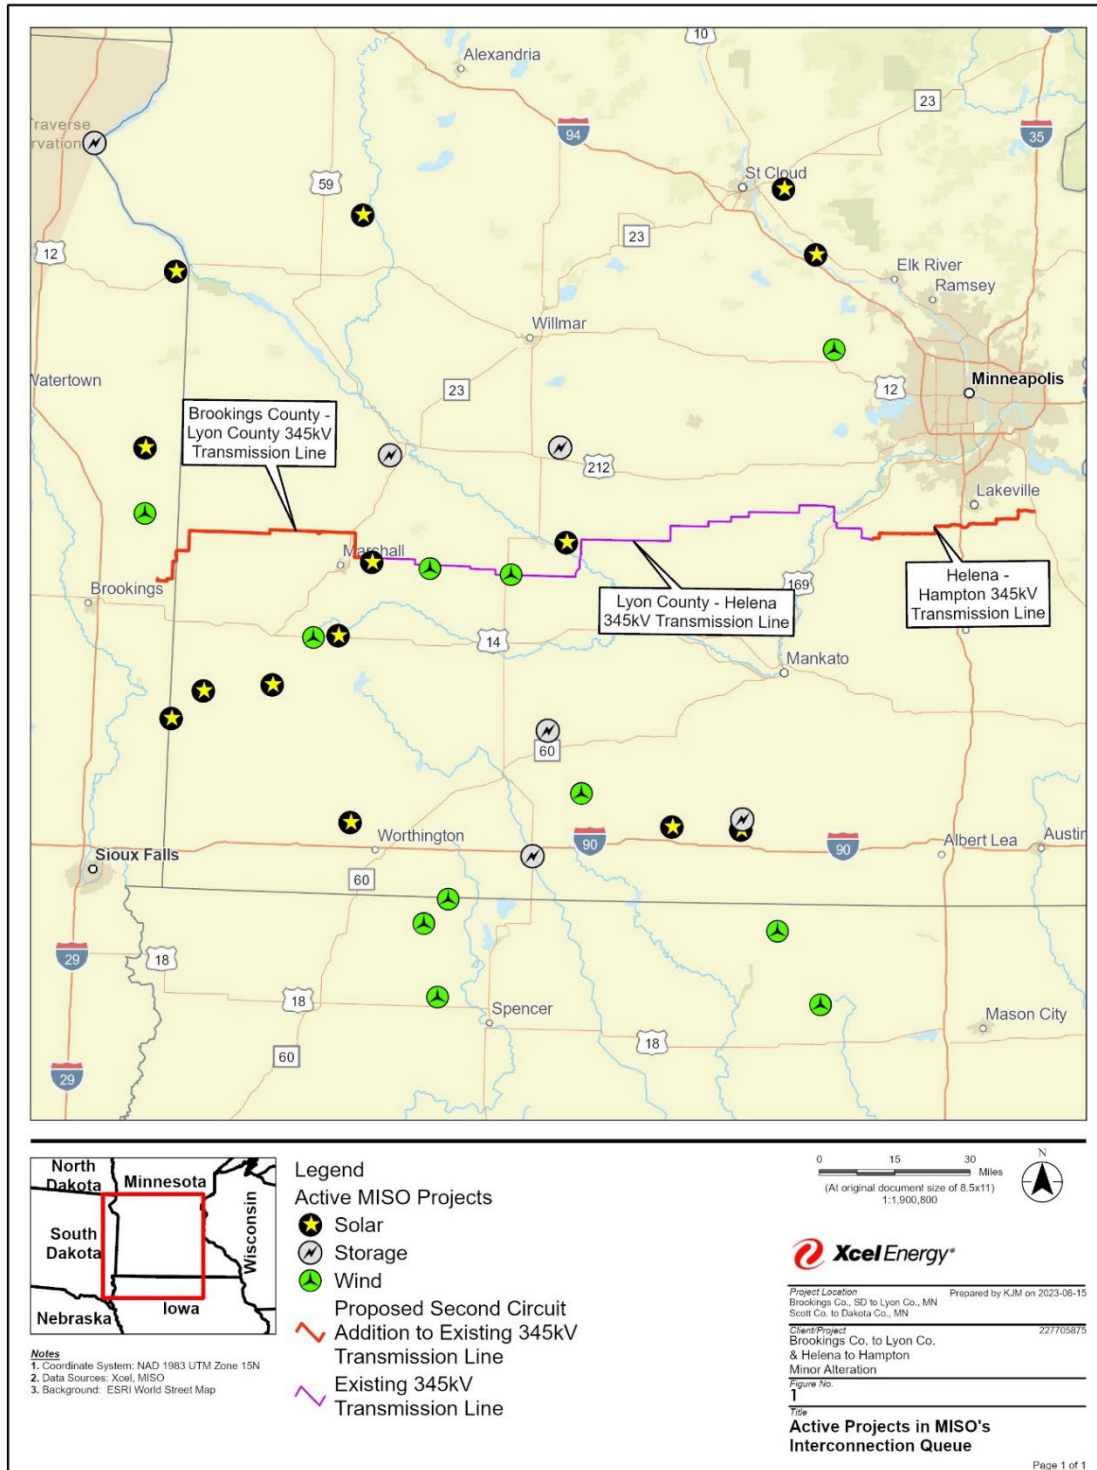 Alexandria
10
23
94
35
Traverse
rvation
59
St Cloud
23
12
Elk River
Ramsey
Willmar
Watertown
23
12
Minneapolis
Brookings County -
Lyon County 345kV
Transmission Line
212
Lakeville
Marshall
Brookings
169
Lyon County - Helena
345kV Transmission Line
Helena -
Hampton 345kV
Transmission Line
14
Mankato
60
Worthington
90
90
Albert Lea
Austin
Sioux Falls
60
29
18
18
Spencer
18
Mason City
60
29
North
Dakota
Minnesota
South
Dakota
Wisconsin
Nebraska
Iowa
Notes
1. Coordinate System: NAD 1983 UTM Zone 15N
2. Data Sources: Xcel, MISO
3. Background: ESRI World Street Map
Legend
Active MISO Projects
Solar
Storage
Wind
Proposed Second Circuit
Addition to Existing 345kV
Transmission Line
Existing 345kV
Transmission Line
0 15 30
Miles
(At original document size of 8.5x11)
1:1,900,800
N
Xcel Energy®
Project Location
Prepared by KJM on 2023-06-15
Brookings Co., SD to Lyon Co., MN
Scott Co. to Dakota Co., MN
Client/Project
227705875
Brookings Co. to Lyon Co.
& Helena to Hampton
Minor Alteration
Figure No.
1
Title
Active Projects in MISO's
Interconnection Queue
Page 1 of 1